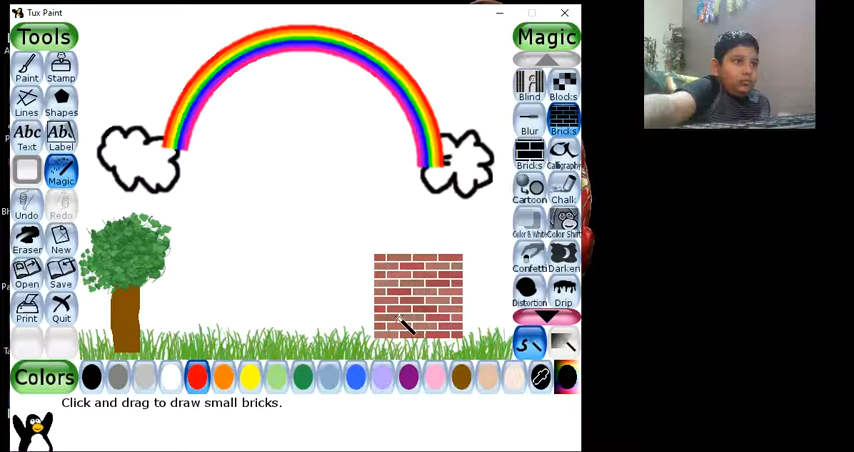 Tux Paint
Tools
Magic
Paint
Stamp
Blind
Blocks
Lines
Shapes
Blur
Bricks
Abc
Abc
Text
Label
Bricks
Calligraphy
Magic
Cartoon
Chalk
Undo
Redo
Color & White
Color Shift
Eraser
New
Confetti
Darken
Open
Save
Distortion
Drip
Print
Quit
Colors
Click and drag to draw small bricks.